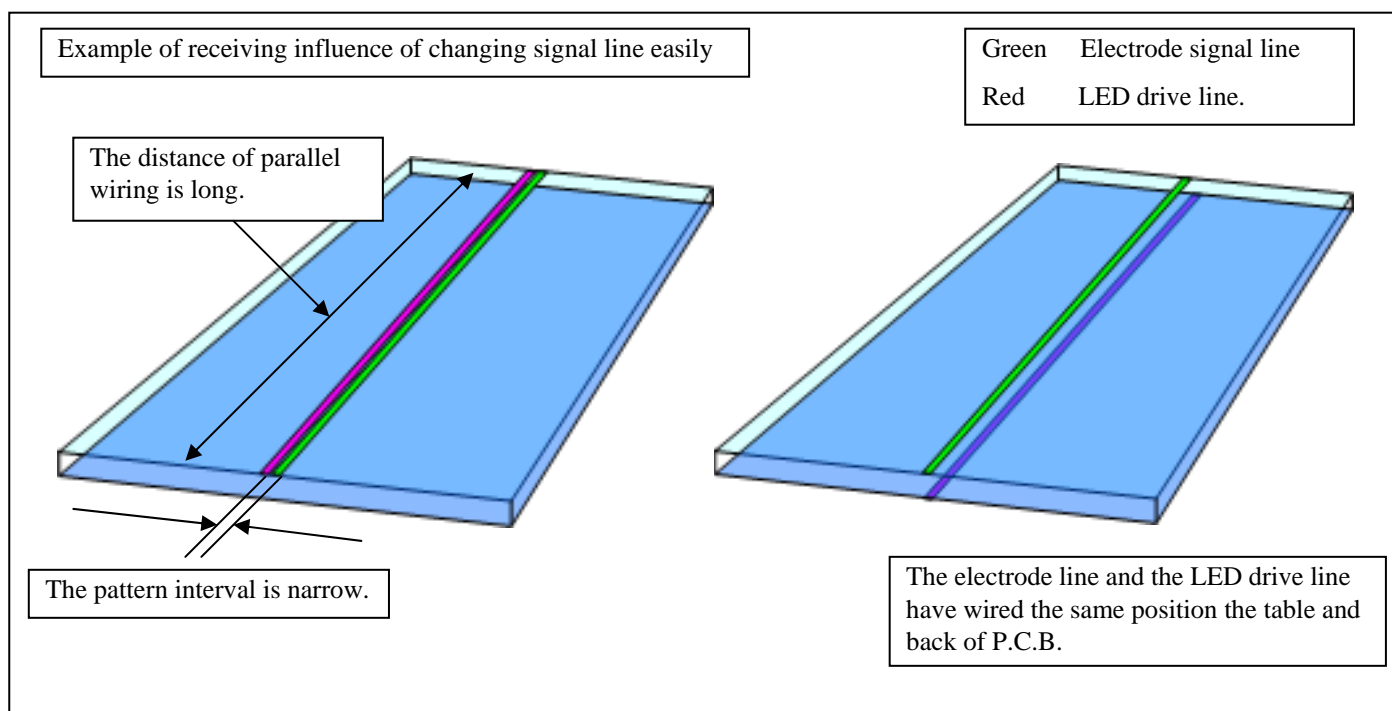 Example of receiving influence of changing signal line easily
Green Electrode signal line
Red LED drive line.
The distance of parallel
wiring is long.
The pattern interval is narrow.
The electrode line and the LED drive line
have wired the same position the table and
back of P.C.B.